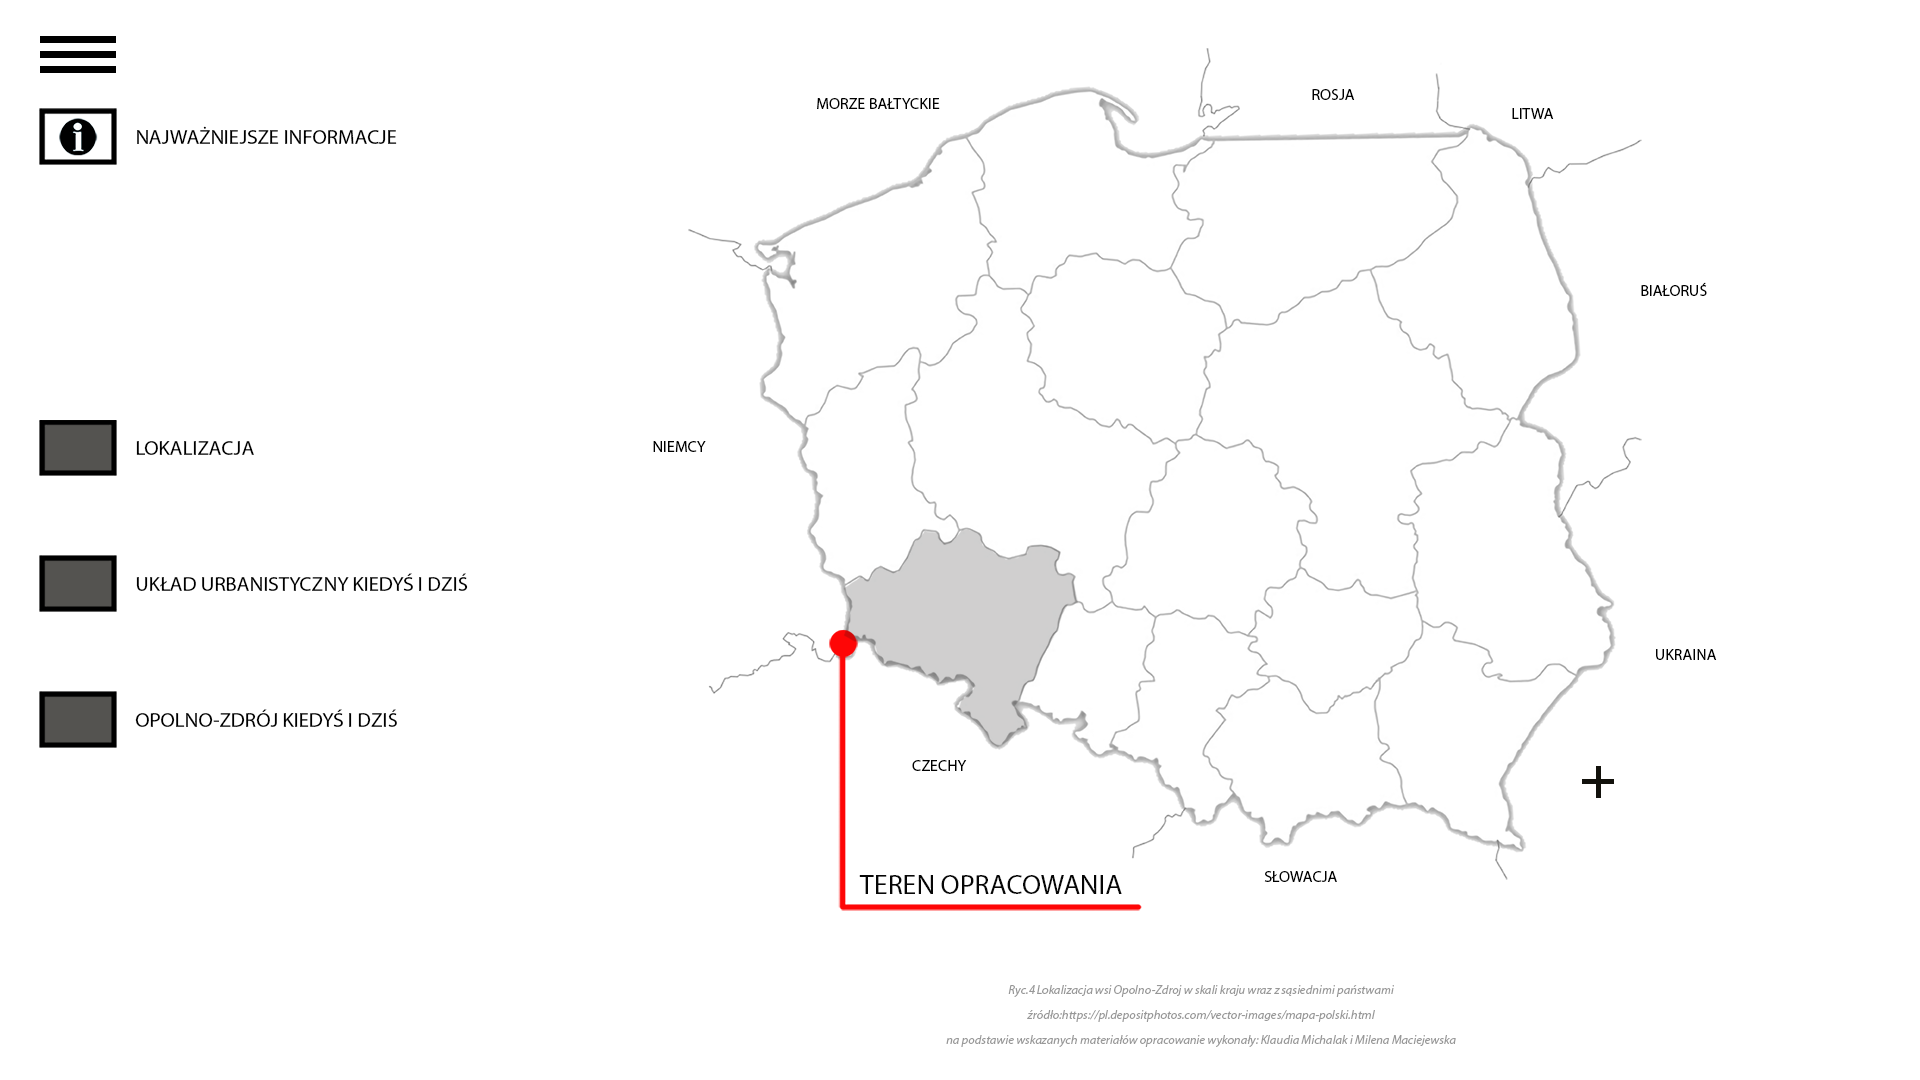 NAJWAŻNIEJSZE INFORMACJE
LOKALIZACJA
UKŁAD URBANISTYCZNY KIEDYŚ I DZIŚ
OPOLNO-ZDRÓJ KIEDYŚ I DZIŚ
MORZE BAŁTYCKIE
ROSJA
LITWA
BIAŁORUŚ
NIEMCY
UKRAINA
CZECHY
SŁOWACJA
TEREN OPRACOWANIA
Ryc.4 Lokalizacja wsi Opolno-Zdroj w skali kraju wraz z sąsiednimi państwami
źródło:https://pl.depositphotos.com/vector-images/mapa-polski.html
na podstawie wskazanych materiałów opracowanie wykonały: Klaudia Michalak i Milena Maciejewska